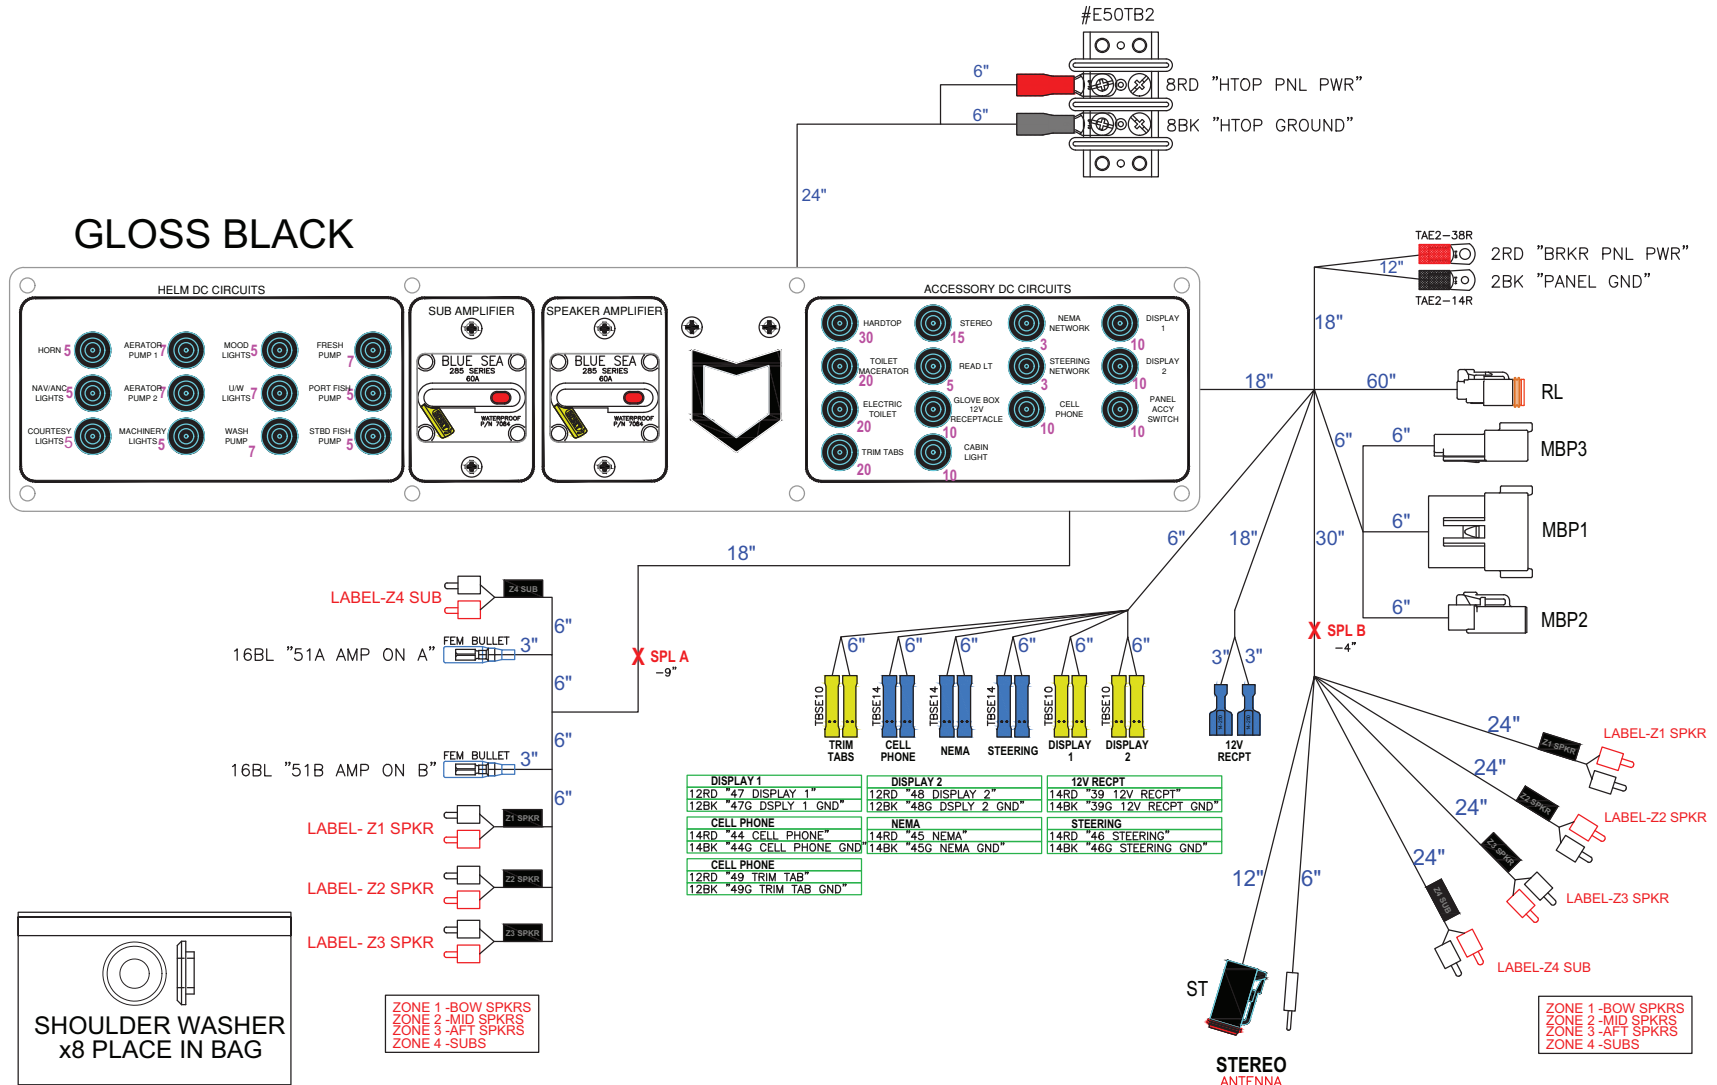 #E50TB2
6"
8RD "HTOP PNL PWR"
6"
8BK "HTOP GROUND"
24"
GLOSS BLACK
TAE2-38R
2RD "BRKR PNL PWR"
12"
2BK "PANEL GND"
TAE2-14R
18"
HELM DC CIRCUITS
HORN 5
AERATOR PUMP 1 7
MOOD LIGHTS 5
FRESH PUMP 7
NAV/ANC LIGHTS 5
AERATOR PUMP 2 7
U/W LIGHTS 7
PORT FISH PUMP 5
COURTESY LIGHTS 5
MACHINERY LIGHTS 5
WASH PUMP 7
STBD FISH PUMP 5
SUB AMPLIFIER
BLUE SEA
285 SERIES
60A
WATERPROOF
P/N 7084
SPEAKER AMPLIFIER
BLUE SEA
285 SERIES
60A
WATERPROOF
P/N 7084
ACCESSORY DC CIRCUITS
HARDTOP 30
STEREO 15
NEMA NETWORK 3
DISPLAY 1 10
TOILET MACERATOR 20
READ LT 5
STEERING NETWORK 3
DISPLAY 2 10
ELECTRIC TOILET 20
GLOVE BOX 12V RECEPTACLE 10
CELL PHONE 10
PANEL ACCY SWITCH 10
TRIM TABS 20
CABIN LIGHT 10
18"
60"
RL
6"
6"
MBP3
6"
MBP1
6"
MBP2
18"
6"
18"
30"
LABEL-Z4 SUB
Z4 SUB
6"
FEM BULLET
16BL "51A AMP ON A"
3"
6"
X SPL A
-9"
6"
FEM BULLET
16BL "51B AMP ON B"
3"
6"
LABEL- Z1 SPKR
Z1 SPKR
LABEL- Z2 SPKR
Z2 SPKR
LABEL- Z3 SPKR
Z3 SPKR
X SPL B
-4"
6" 6" 6" 6" 6" 6"
3" 3"
TBSE10
TBSE14
TBSE14
TBSE14
TBSE10
TBSE10
TRIM TABS
CELL PHONE
NEMA
STEERING
DISPLAY 1
DISPLAY 2
12V RECPT
DISPLAY 1
12RD "47 DISPLAY 1"
12BK "47G DSPLY 1 GND"
DISPLAY 2
12RD "48 DISPLAY 2"
12BK "48G DSPLY 2 GND"
12V RECPT
14RD "39 12V RECPT"
14BK "39G 12V RECPT GND"
CELL PHONE
14RD "44 CELL PHONE"
14BK "44G CELL PHONE GND"
NEMA
14RD "45 NEMA"
14BK "45G NEMA GND"
STEERING
14RD "46 STEERING"
14BK "46G STEERING GND"
CELL PHONE
12RD "49 TRIM TAB"
12BK "49G TRIM TAB GND"
24"
Z1 SPKR
LABEL-Z1 SPKR
24"
Z2 SPKR
LABEL-Z2 SPKR
24"
Z3 SPKR
LABEL-Z3 SPKR
24"
Z4 SUB
LABEL-Z4 SUB
12"
6"
ST
STEREO
ANTENNA
SHOULDER WASHER
x8 PLACE IN BAG
ZONE 1 -BOW SPKRS
ZONE 2 -MID SPKRS
ZONE 3 -AFT SPKRS
ZONE 4 -SUBS
ZONE 1 -BOW SPKRS
ZONE 2 -MID SPKRS
ZONE 3 -AFT SPKRS
ZONE 4 -SUBS